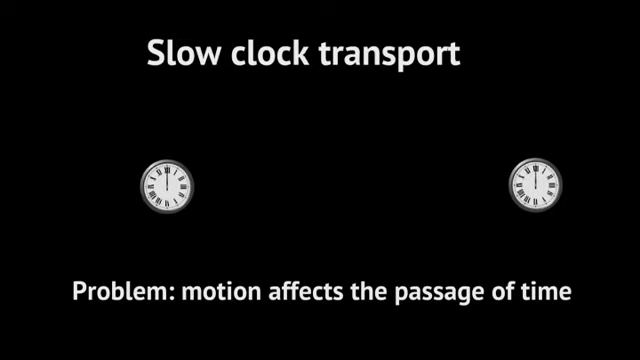 Slow clock transport
Problem: motion affects the passage of time